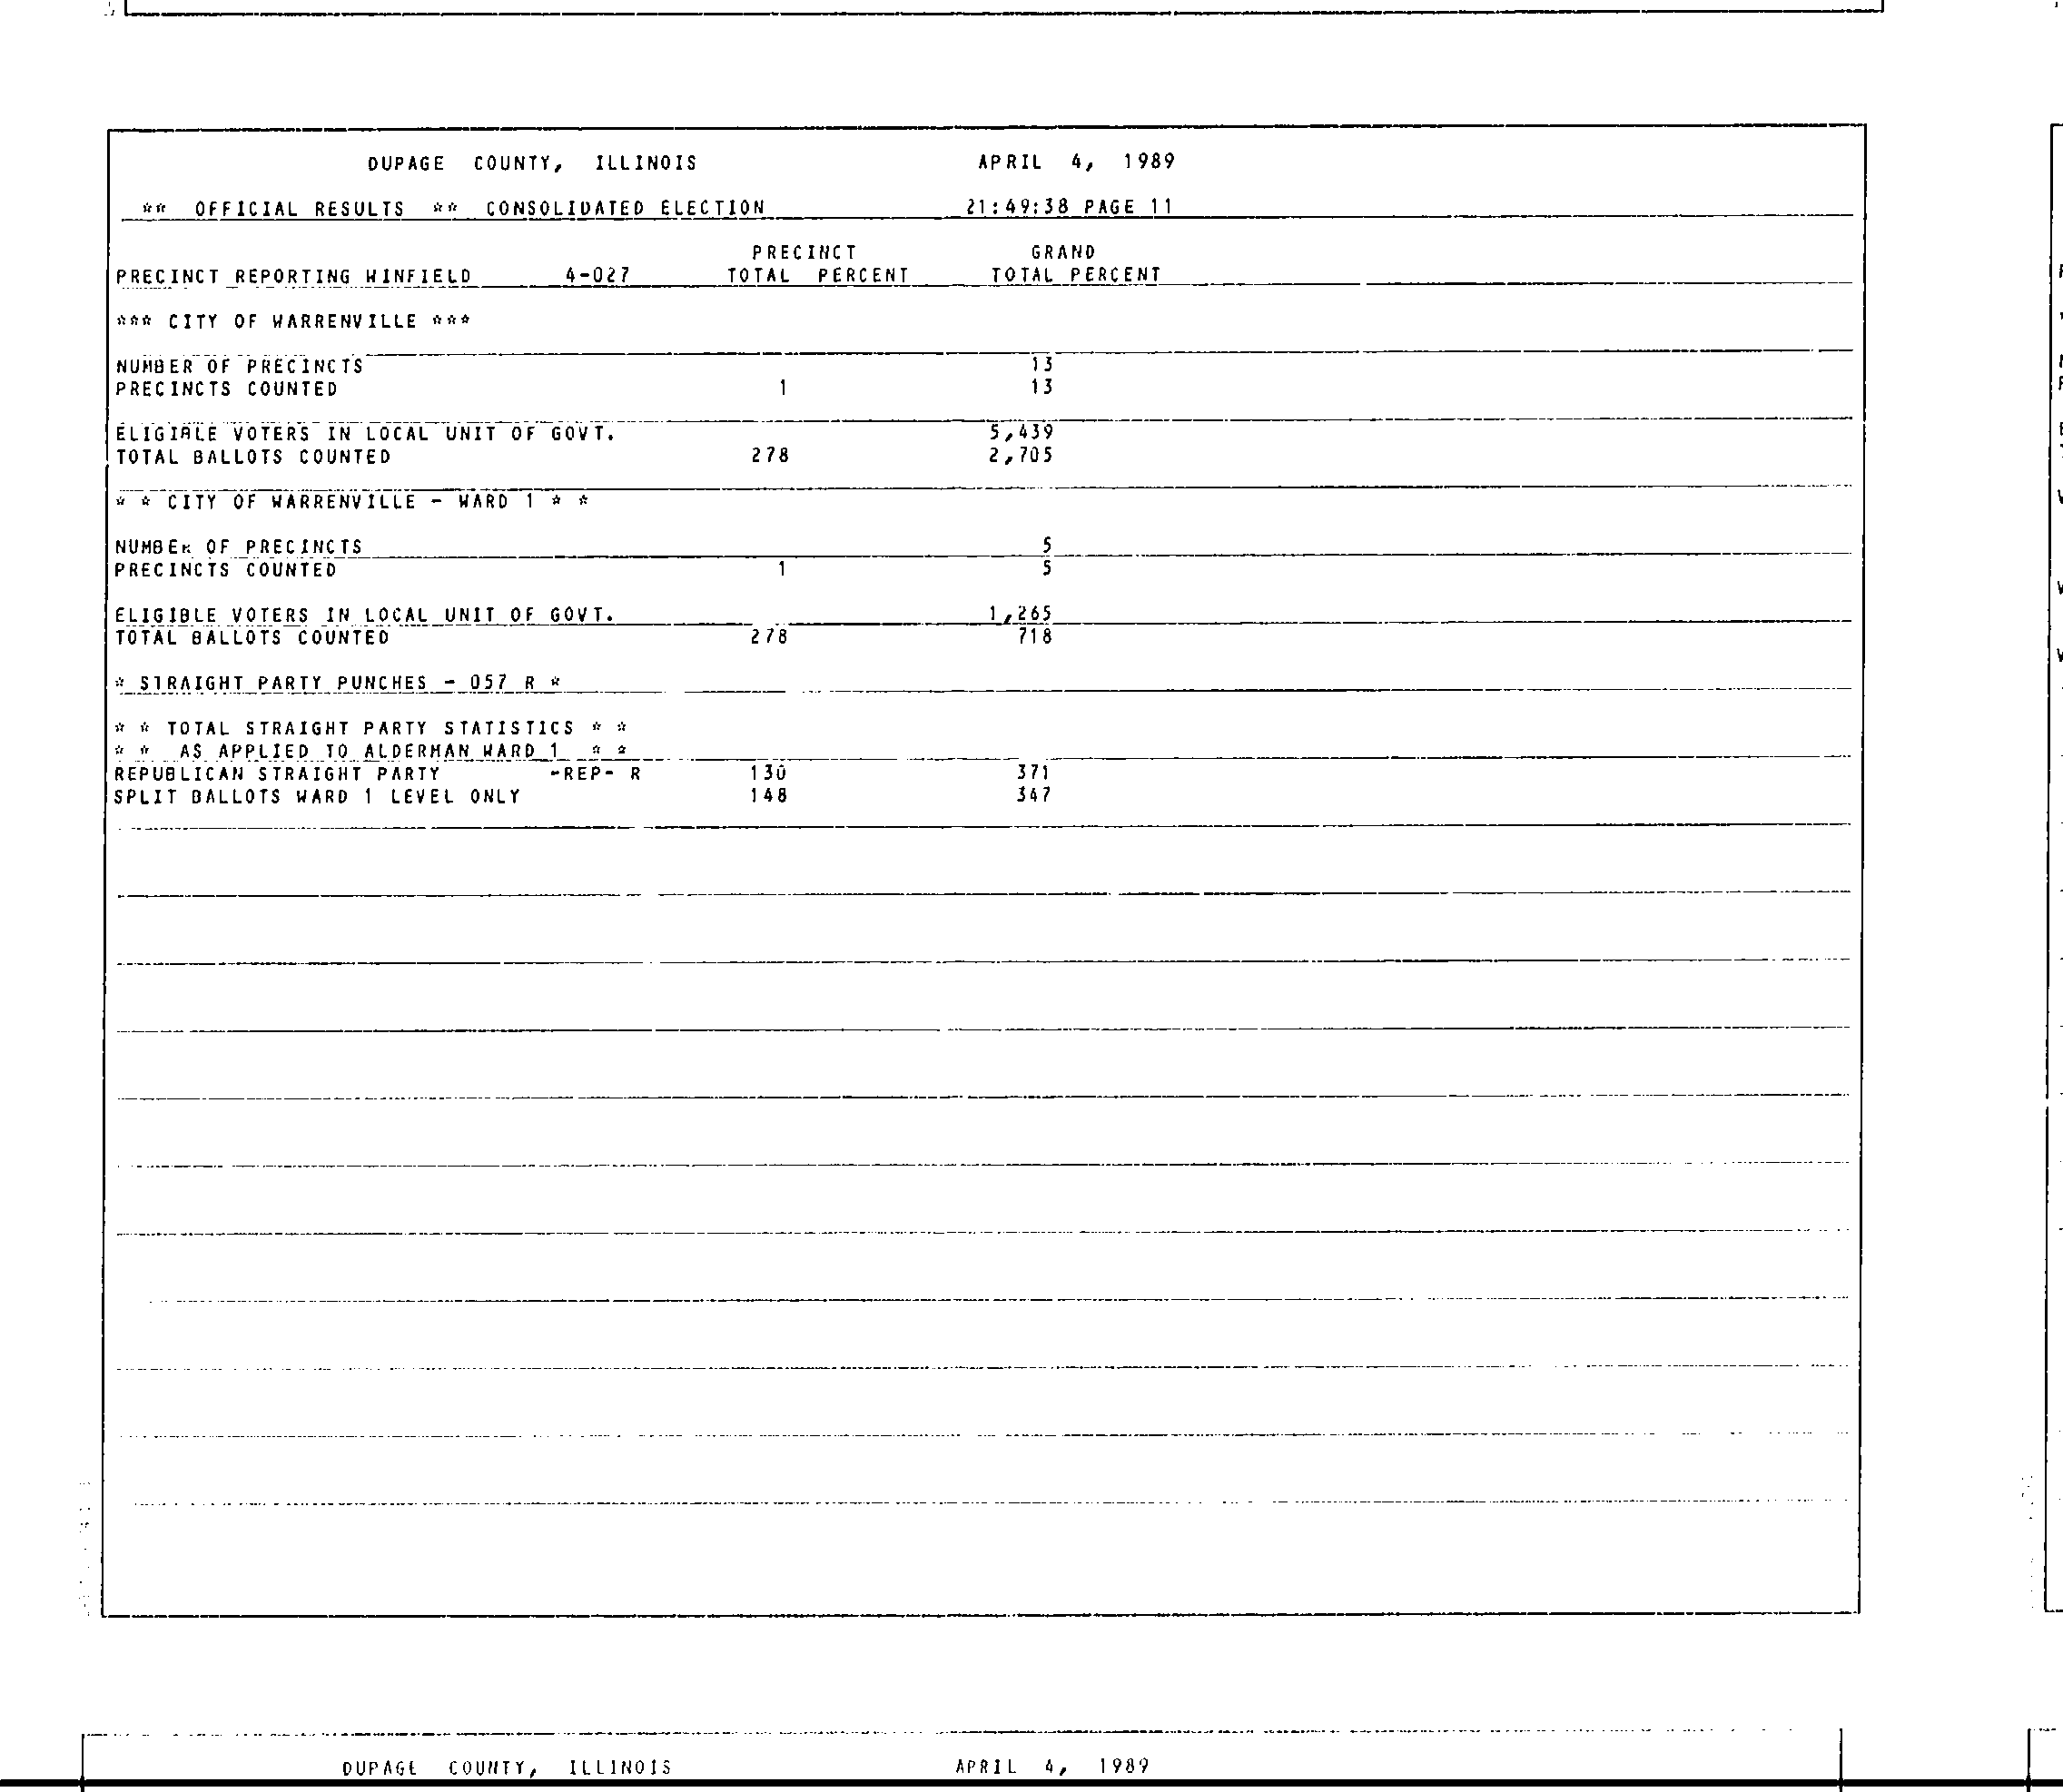 DUPAGE COUNTY, ILLINOIS APRIL 4, 1989
** OFFICIAL RESULTS ** CONSOLIDATED ELECTION 21:49:38 PAGE 11
PRECINCT GRAND
PRECINCT REPORTING WINFIELD 4-027 TOTAL PERCENT TOTAL PERCENT
*** CITY OF WARRENVILLE ***
NUMBER OF PRECINCTS 13
PRECINCTS COUNTED 1 13
ELIGIBLE VOTERS IN LOCAL UNIT OF GOVT. 5,439
TOTAL BALLOTS COUNTED 278 2,705
* * CITY OF WARRENVILLE - WARD 1 * *
NUMBER OF PRECINCTS 5
PRECINCTS COUNTED 1 5
ELIGIBLE VOTERS IN LOCAL UNIT OF GOVT. 1,265
TOTAL BALLOTS COUNTED 278 718
* STRAIGHT PARTY PUNCHES - 057 R *
* * TOTAL STRAIGHT PARTY STATISTICS * *
* * AS APPLIED TO ALDERMAN WARD 1 * *
REPUBLICAN STRAIGHT PARTY -REP- R 130 371
SPLIT BALLOTS WARD 1 LEVEL ONLY 148 347
DUPAGE COUNTY, ILLINOIS APRIL 4, 1989